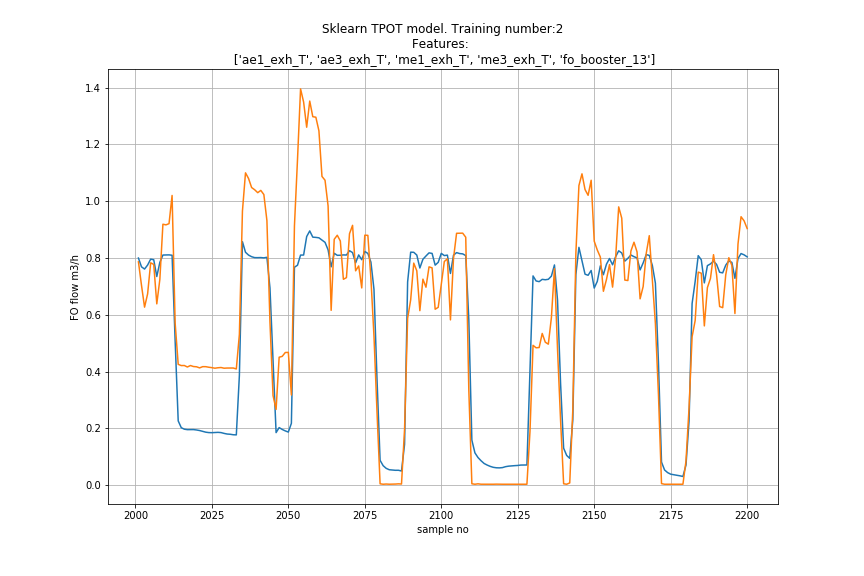 Sklearn TPOT model. Training number:2
Features:
['ae1_exh_T', 'ae3_exh_T', 'me1_exh_T', 'me3_exh_T', 'fo_booster_13']
1.4
1.2
1.0
0.8
0.6
0.4
0.2
0.0
FO flow m3/h
2000 2025 2050 2075 2100 2125 2150 2175 2200
sample no